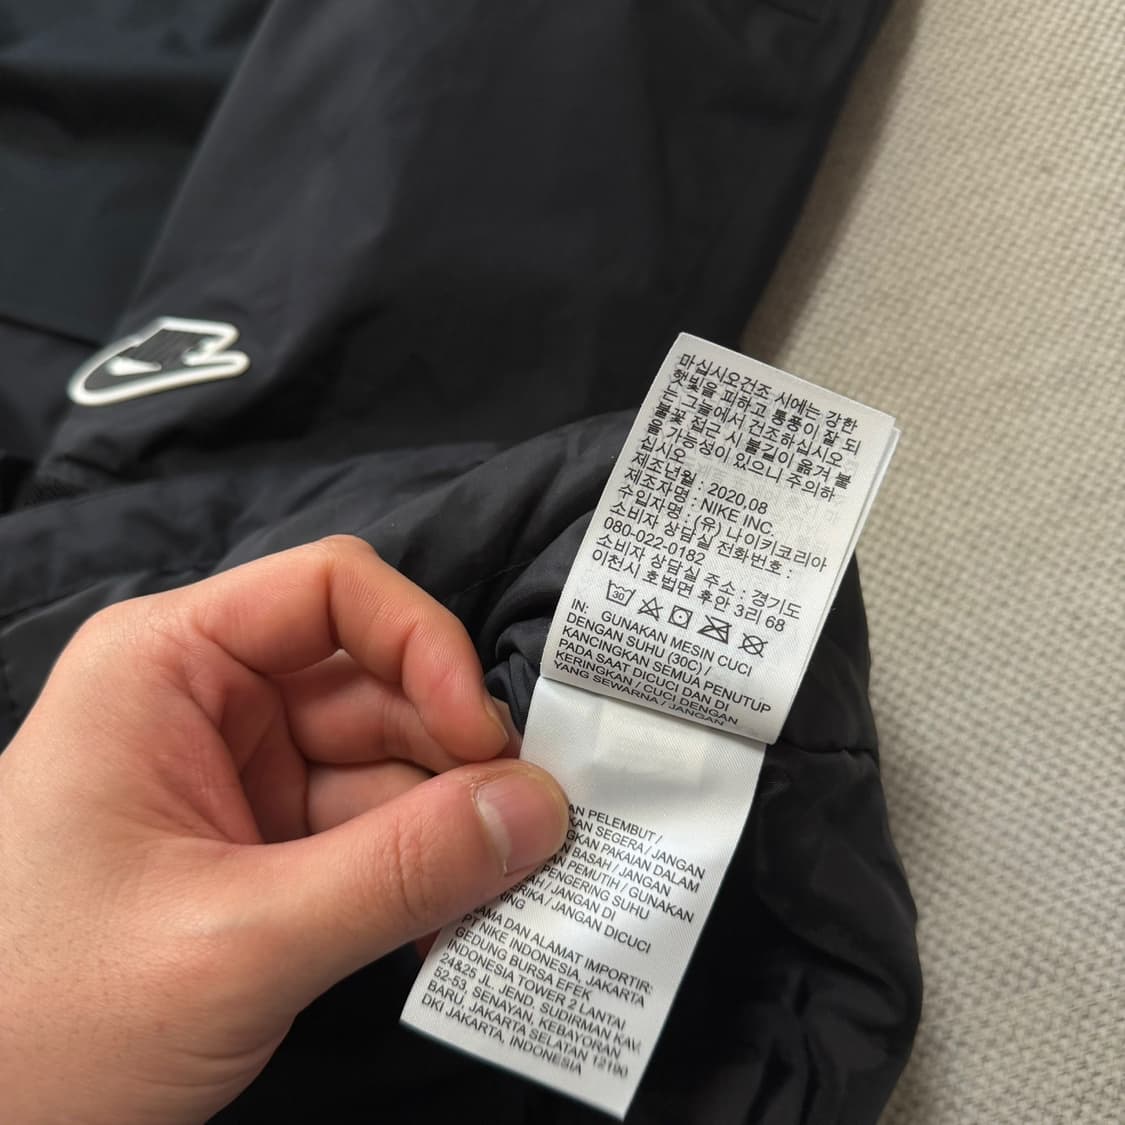 마십시오건조 시에는 강한
햇빛을 피하고 통풍이 잘 되
는 그늘에서 건조하십시오
불꽃 접근 시 불길이 옮겨 붙
을 가능성이 있으니 주의하
십시오
제조년월 : 2020.08
제조자명 : NIKE INC.
수입자명 : (유) 나이키코리아
소비자 상담실 전화번호 :
080-022-0182
소비자 상담실 주소 : 경기도
이천시 호법면 후안 3리 68
30
IN: GUNAKAN MESIN CUCI
DENGAN SUHU (30C) /
KANCINGKAN SEMUA PENUTUP
PADA SAAT DICUCI DAN DI
KERINGKAN / CUCI DENGAN
YANG SEWARNA / JANGAN
PELEMBUT /
SEGERA / JANGAN
PAKAIAN DALAM
BASAH / JANGAN
PEMUTIH / GUNAKAN
PENGERING SUHU
/ JANGAN DI
/ JANGAN DICUCI
DAN ALAMAT IMPORTIR:
PT NIKE INDONESIA, JAKARTA
GEDUNG BURSA EFEK
INDONESIA TOWER 2 LANTAI
24&25 JL. JEND. SUDIRMAN KAV.
52-53, SENAYAN, KEBAYORAN
BARU, JAKARTA SELATAN 12190
DKI JAKARTA, INDONESIA